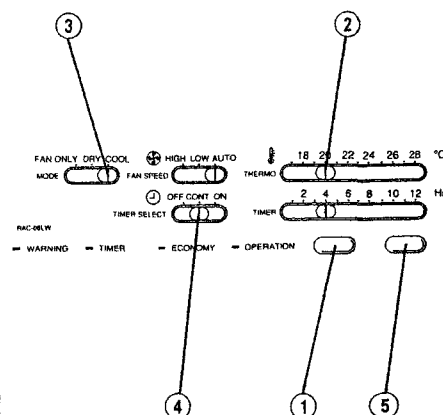 3 2
18 20 22 24 26 28 °C
FAN ONLY DRY COOL HIGH LOW AUTO
MODE FAN SPEED THERMO
OFF CONT ON 2 4 6 8 10 12
TIMER SELECT TIMER
RAC-06LW
WARNING TIMER ECONOMY OPERATION
4 1 5